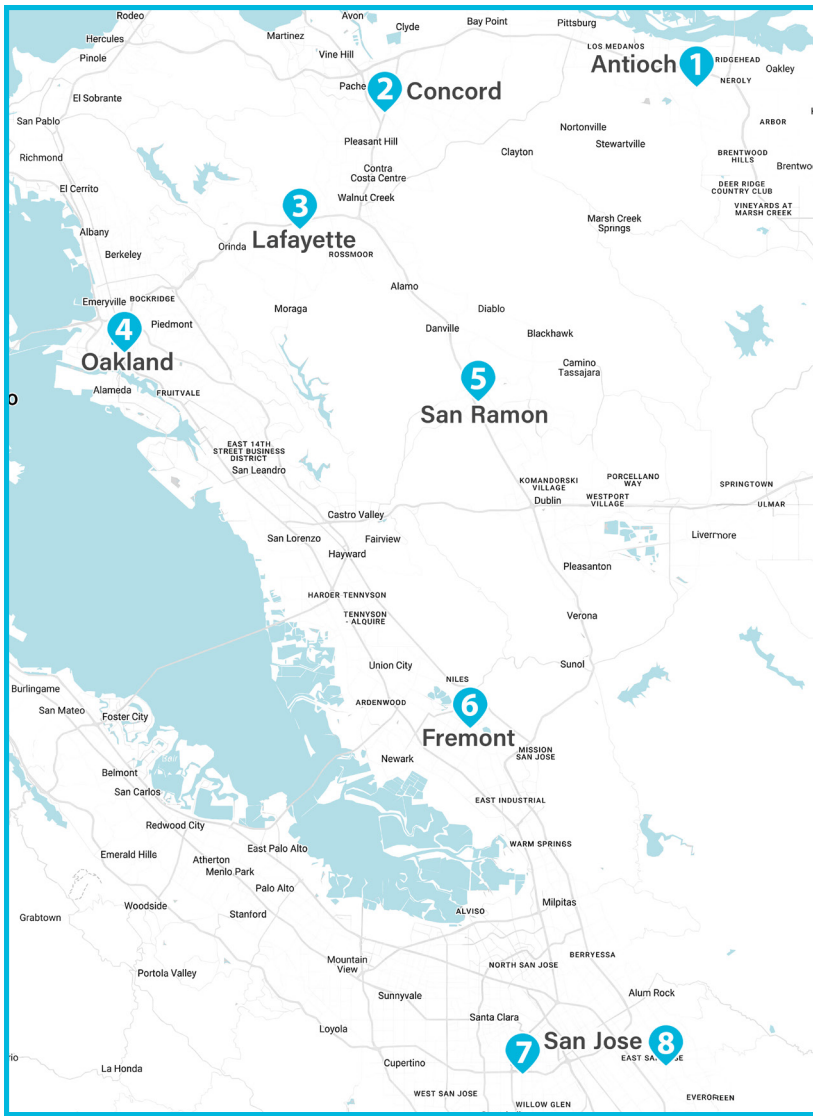 Rodeo
Avon
Clyde
Bay Point
Pittsburg
Hercules
Martinez
LOS MEDANOS
Pinole
Vine Hill
Antioch
1
RIDGEHEAD
Oakley
NEROLY
Pache
2
Concord
El Sobrante
San Pablo
ARBOR
Nortonville
Stewartville
Pleasant Hill
Clayton
Richmond
BRENTWOOD
HILLS
Brentwo
Contra
Costa Centre
El Cerrito
DEER RIDGE
COUNTRY CLUB
Walnut Creek
3
VINEYARDS AT
MARSH CREEK
Marsh Creek
Springs
Albany
Orinda
Lafayette
ROSSMOOR
Berkeley
Alamo
Emeryville
BOCKRIDGE
Moraga
Diablo
4
Piedmont
Danville
Blackhawk
Oakland
Camino
Tassajara
5
Alameda
FRUITVALE
o
San Ramon
EAST 14TH
STREET BUSINESS
DISTRICT
San Leandro
KOMANDORSKI
VILLAGE
PORCELLANO
WAY
SPRINGTOWN
Dublin
WESTPORT
VILLAGE
ULMAR
Castro Valley
San Lorenzo
Fairview
Livermore
Hayward
Pleasanton
HARDER TENNYSON
TENNYSON
- ALQUIRE
Verona
Union City
Sunol
NILES
Burlingame
ARDENWOOD
6
San Mateo
Foster City
Fremont
MISSION
SAN JOSE
Newark
Belmont
San Carlos
EAST INDUSTRIAL
Redwood City
WARM SPRINGS
East Palo Alto
Emerald Hille
Atherton
Menlo Park
Palo Alto
Woodside
Milpitas
Grabtown
Stanford
ALVISO
BERRYESSA
Mountain
View
NORTH SAN JOSE
Portola Valley
Sunnyvale
Alum Rock
Santa Clara
Loyola
7
San Jose
8
rio
Cupertino
La Honda
WEST SAN JOSE
WILLOW GLEN